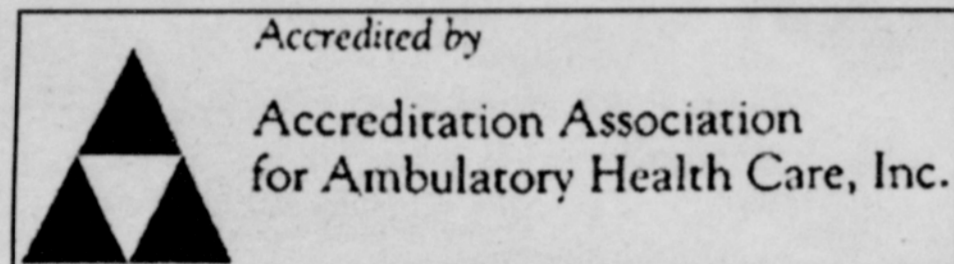 Accredited by
Accreditation Association
for Ambulatory Health Care, Inc.